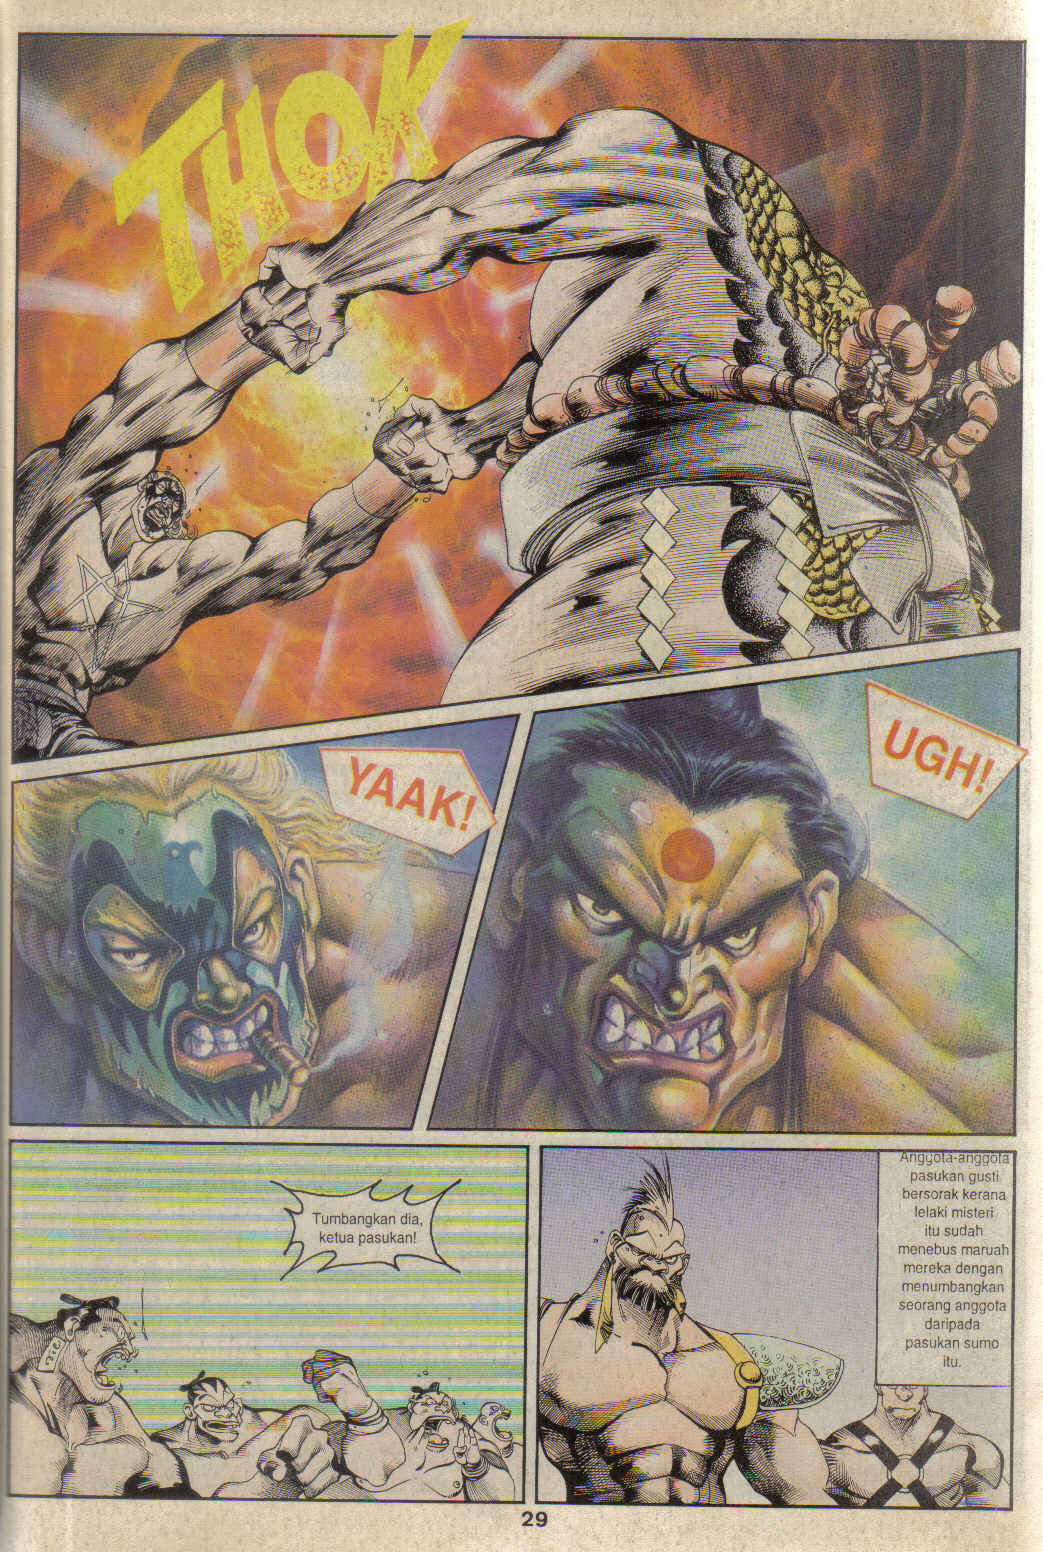 THOK
YAAK!
UGH!
Tumbangkan dia,
ketua pasukan!
Anggota-anggota
pasukan gusti
bersorak kerana
lelaki misteri
itu sudah
menebus maruah
mereka dengan
menumbangkan
seorang anggota
daripada
pasukan sumo
itu.
29